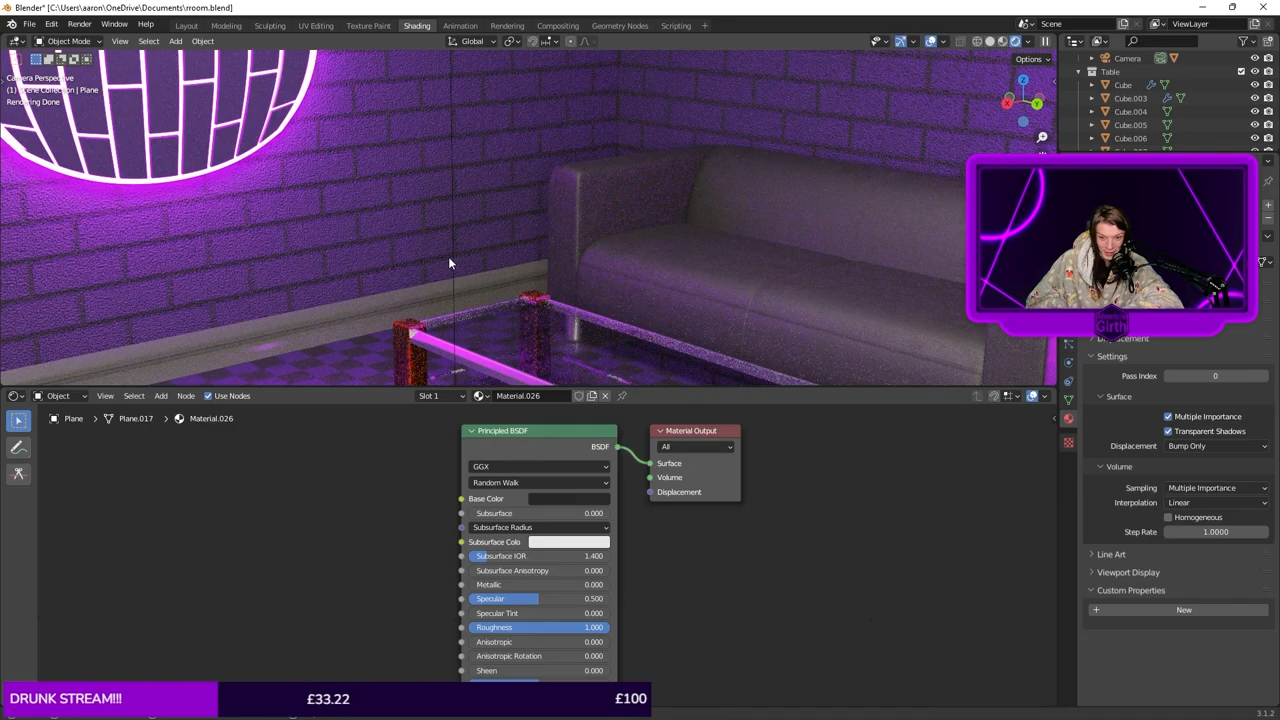 Blender* [C:\Users\aaron\OneDrive\Documents\rroom.blend]
File Edit Render Window Help Layout Modeling Sculpting UV Editing Texture Paint Shading Animation Rendering Compositing Geometry Nodes Scripting + Scene ViewLayer
Object Mode View Select Add Object Global
Options
Camera Perspective
(1) Scene Collection | Plane
Rendering Done
X Y Z
Camera
Table
Cube
Cube.003
Cube.004
Cube.005
Cube.006
Girth
Settings
Pass Index 0
Surface
Multiple Importance
Transparent Shadows
Displacement Bump Only
Volume
Sampling Multiple Importance
Interpolation Linear
Homogeneous
Step Rate 1.0000
Line Art
Viewport Display
Custom Properties
New
Object View Select Add Node Use Nodes Slot 1 Material.026
Plane > Plane.017 > Material.026
Principled BSDF
BSDF
GGX
Random Walk
Base Color
Subsurface 0.000
Subsurface Radius
Subsurface Colo
Subsurface IOR 1.400
Subsurface Anisotropy 0.000
Metallic 0.000
Specular 0.500
Specular Tint 0.000
Roughness 1.000
Anisotropic 0.000
Anisotropic Rotation 0.000
Sheen 0.000
Material Output
All
Surface
Volume
Displacement
DRUNK STREAM!!! £33.22 £100
3.1.2